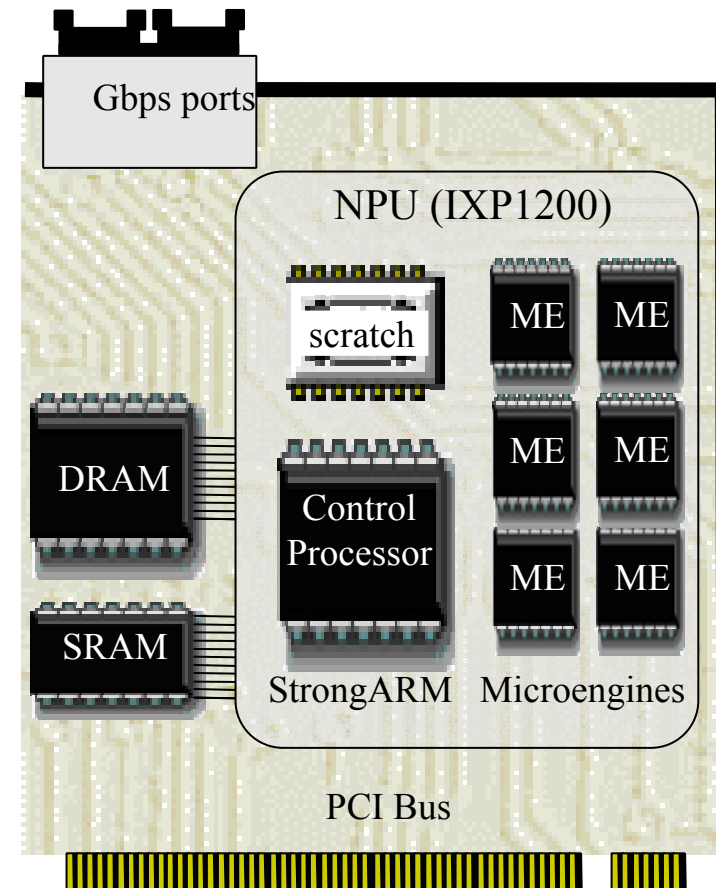 Gbps ports
NPU (IXP1200)
scratch
ME ME
DRAM
ME ME
Control
Processor
ME ME
SRAM
StrongARM Microengines
PCI Bus